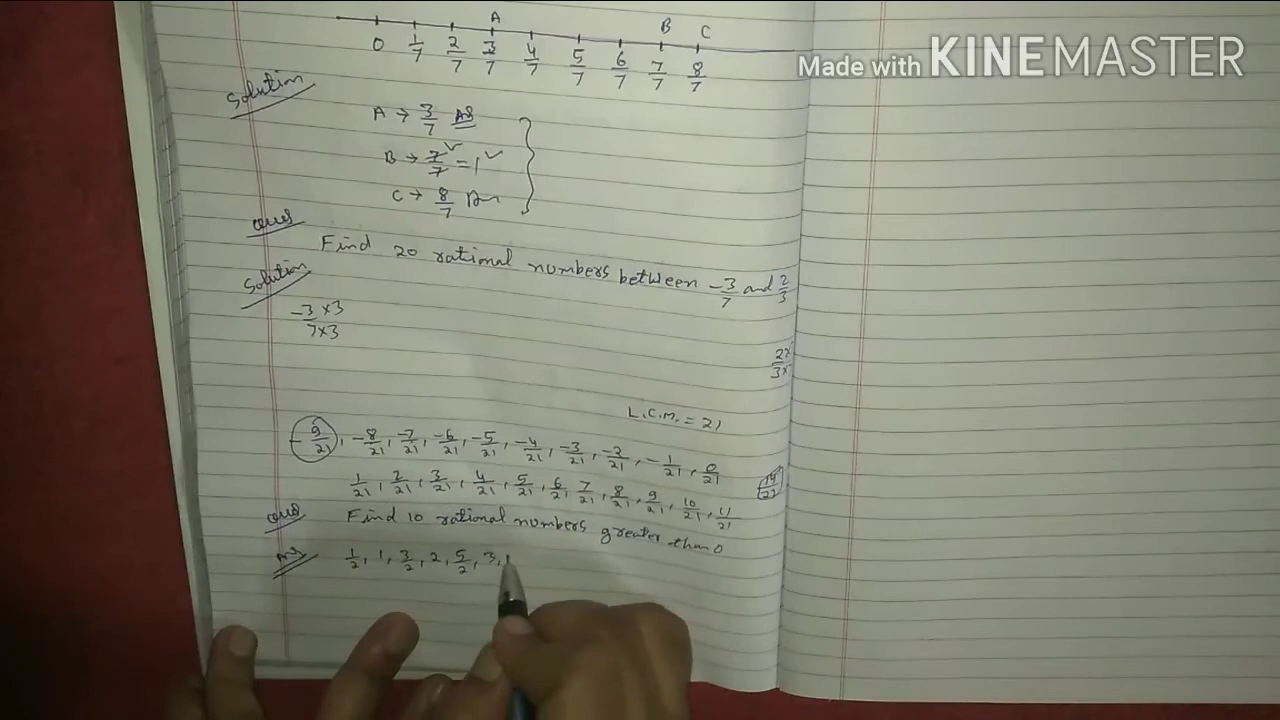 Made with KINEMASTER
A B C
0 1/7 2/7 3/7 4/7 5/7 6/7 7/7 8/7
Solution
A → 3/7 Ans
B → 7/7 = 1
C → 8/7 Ans
Ques
Find 20 rational numbers between -3/7 and 2/3
Solution
-3×3/7×3
2×/3×
L.C.M. = 21
-9/21, -8/21, -7/21, -6/21, -5/21, -4/21, -3/21, -2/21, -1/21, 0/21
1/21, 2/21, 3/21, 4/21, 5/21, 6/21, 7/21, 8/21, 9/21, 10/21, 11/21
14/21
Ques Find 10 rational numbers greater than 0
Ans 1/2, 1, 3/2, 2, 5/2, 3,